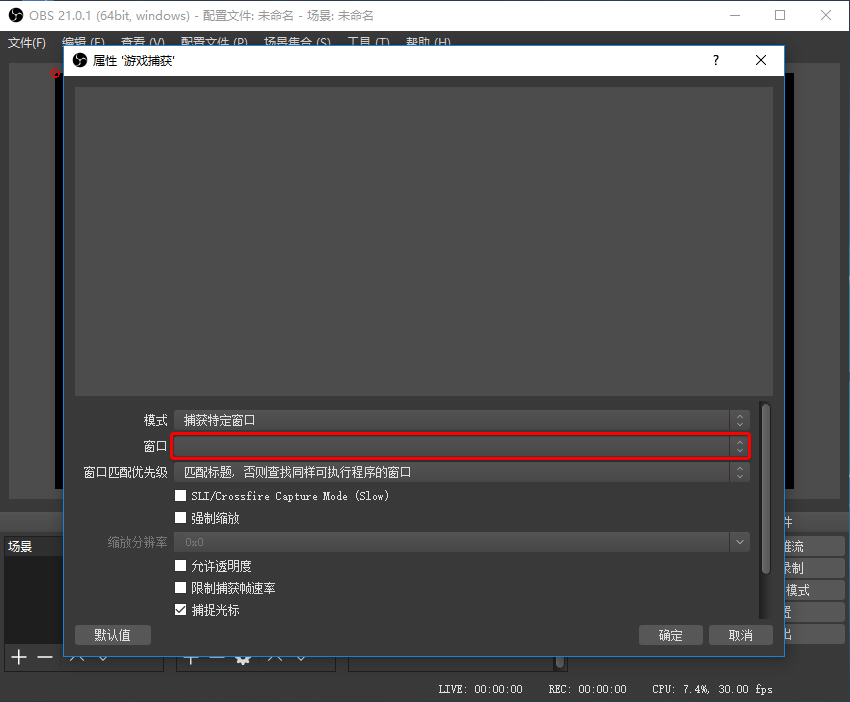 OBS 21.0.1 (64bit, windows) - 配置文件: 未命名 - 场景: 未命名
文件(F) 编辑 (E) 查看 (V) 配置文件 (P) 场景集合 (S) 工具 (T) 帮助 (H)
属性 '游戏捕获'
?
模式 捕获特定窗口
窗口
窗口匹配优先级 匹配标题, 否则查找同样可执行程序的窗口
SLI/Crossfire Capture Mode (Slow)
强制缩放
缩放分辨率 0x0
允许透明度
限制捕获帧速率
捕捉光标
默认值 确定 取消
场景
件
推流
录制
模式
置
出
LIVE: 00:00:00 REC: 00:00:00 CPU: 7.4%, 30.00 fps